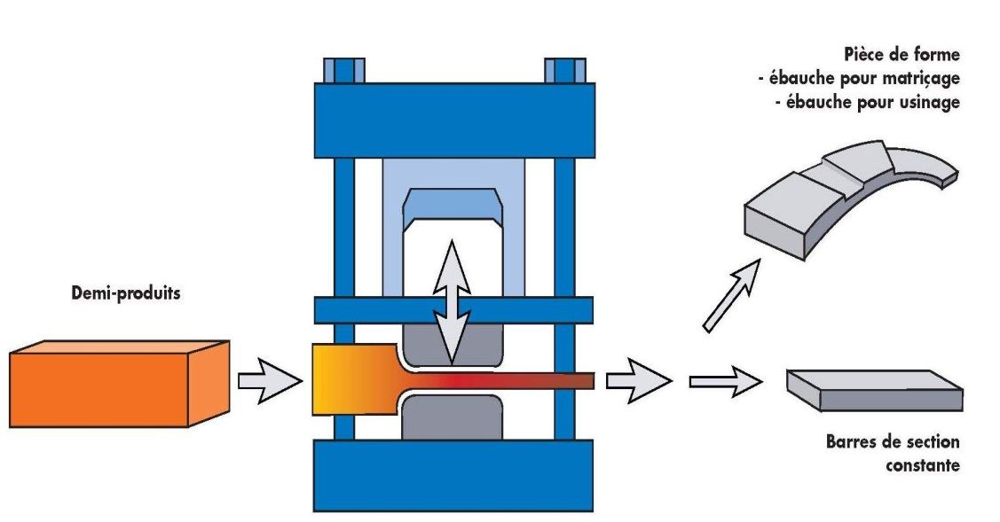 Pièce de forme
- ébauche pour matriçage
- ébauche pour usinage
Demi-produits
Barres de section
constante